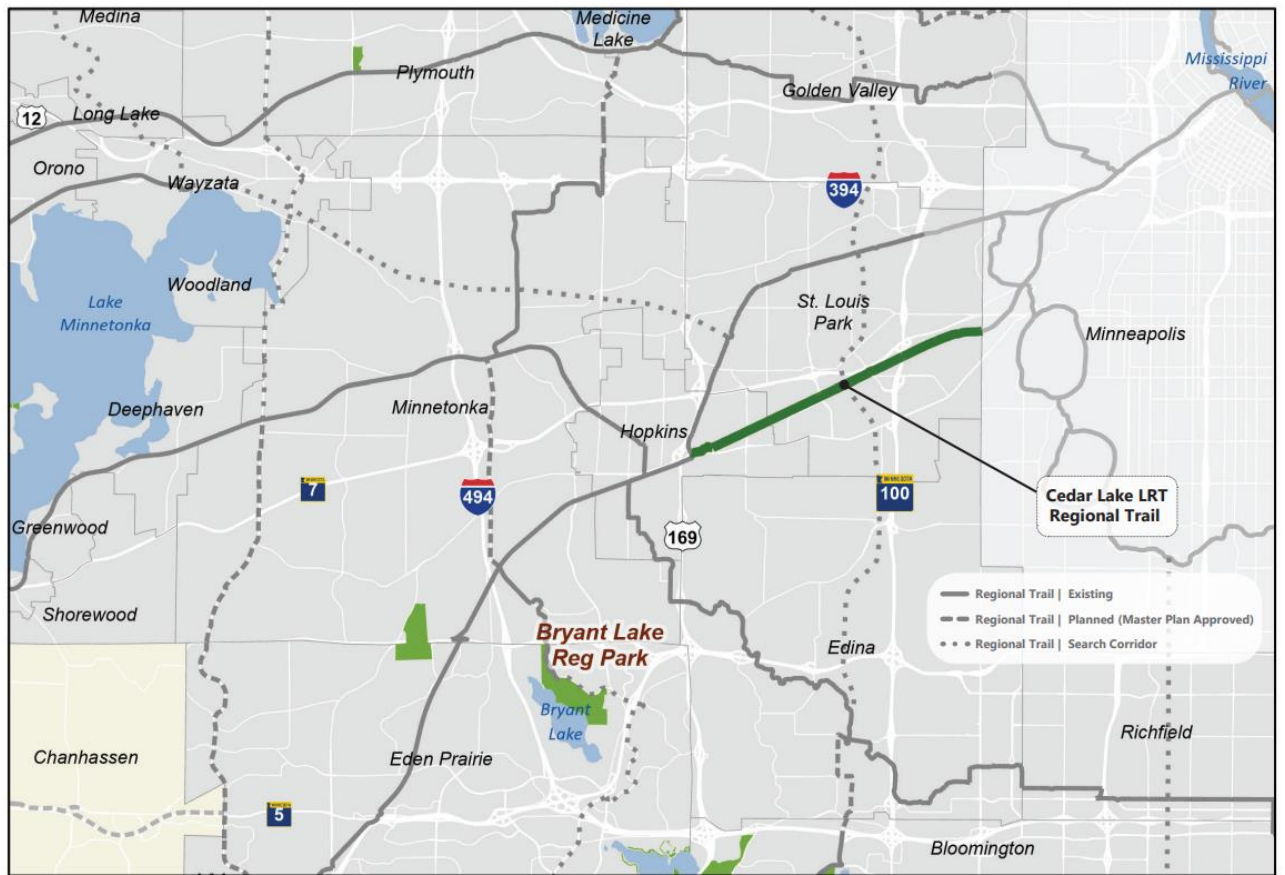 Medina
Medicine
Lake
Mississippi
River
Plymouth
Golden Valley
12
Long Lake
Orono
Wayzata
394
Woodland
Lake
Minnetonka
St. Louis
Park
Minneapolis
Deephaven
Minnetonka
Hopkins
7
494
MINNESOTA
100
Cedar Lake LRT
Regional Trail
Greenwood
169
Shorewood
Regional Trail | Existing
Regional Trail | Planned (Master Plan Approved)
Regional Trail | Search Corridor
Bryant Lake
Reg Park
Edina
Bryant
Lake
Richfield
Chanhassen
Eden Prairie
5
Bloomington